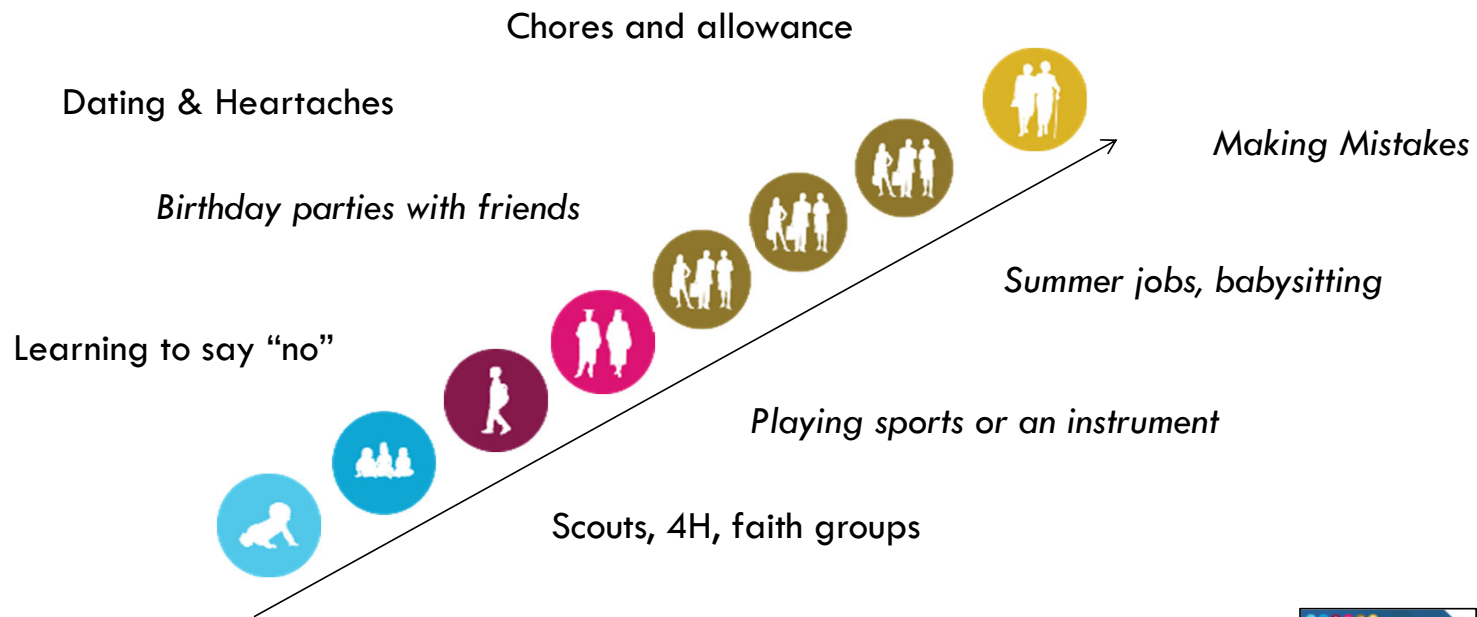 Chores and allowance
Dating & Heartaches
Making Mistakes
Birthday parties with friends
Summer jobs, babysitting
Learning to say “no”
Playing sports or an instrument
Scouts, 4H, faith groups